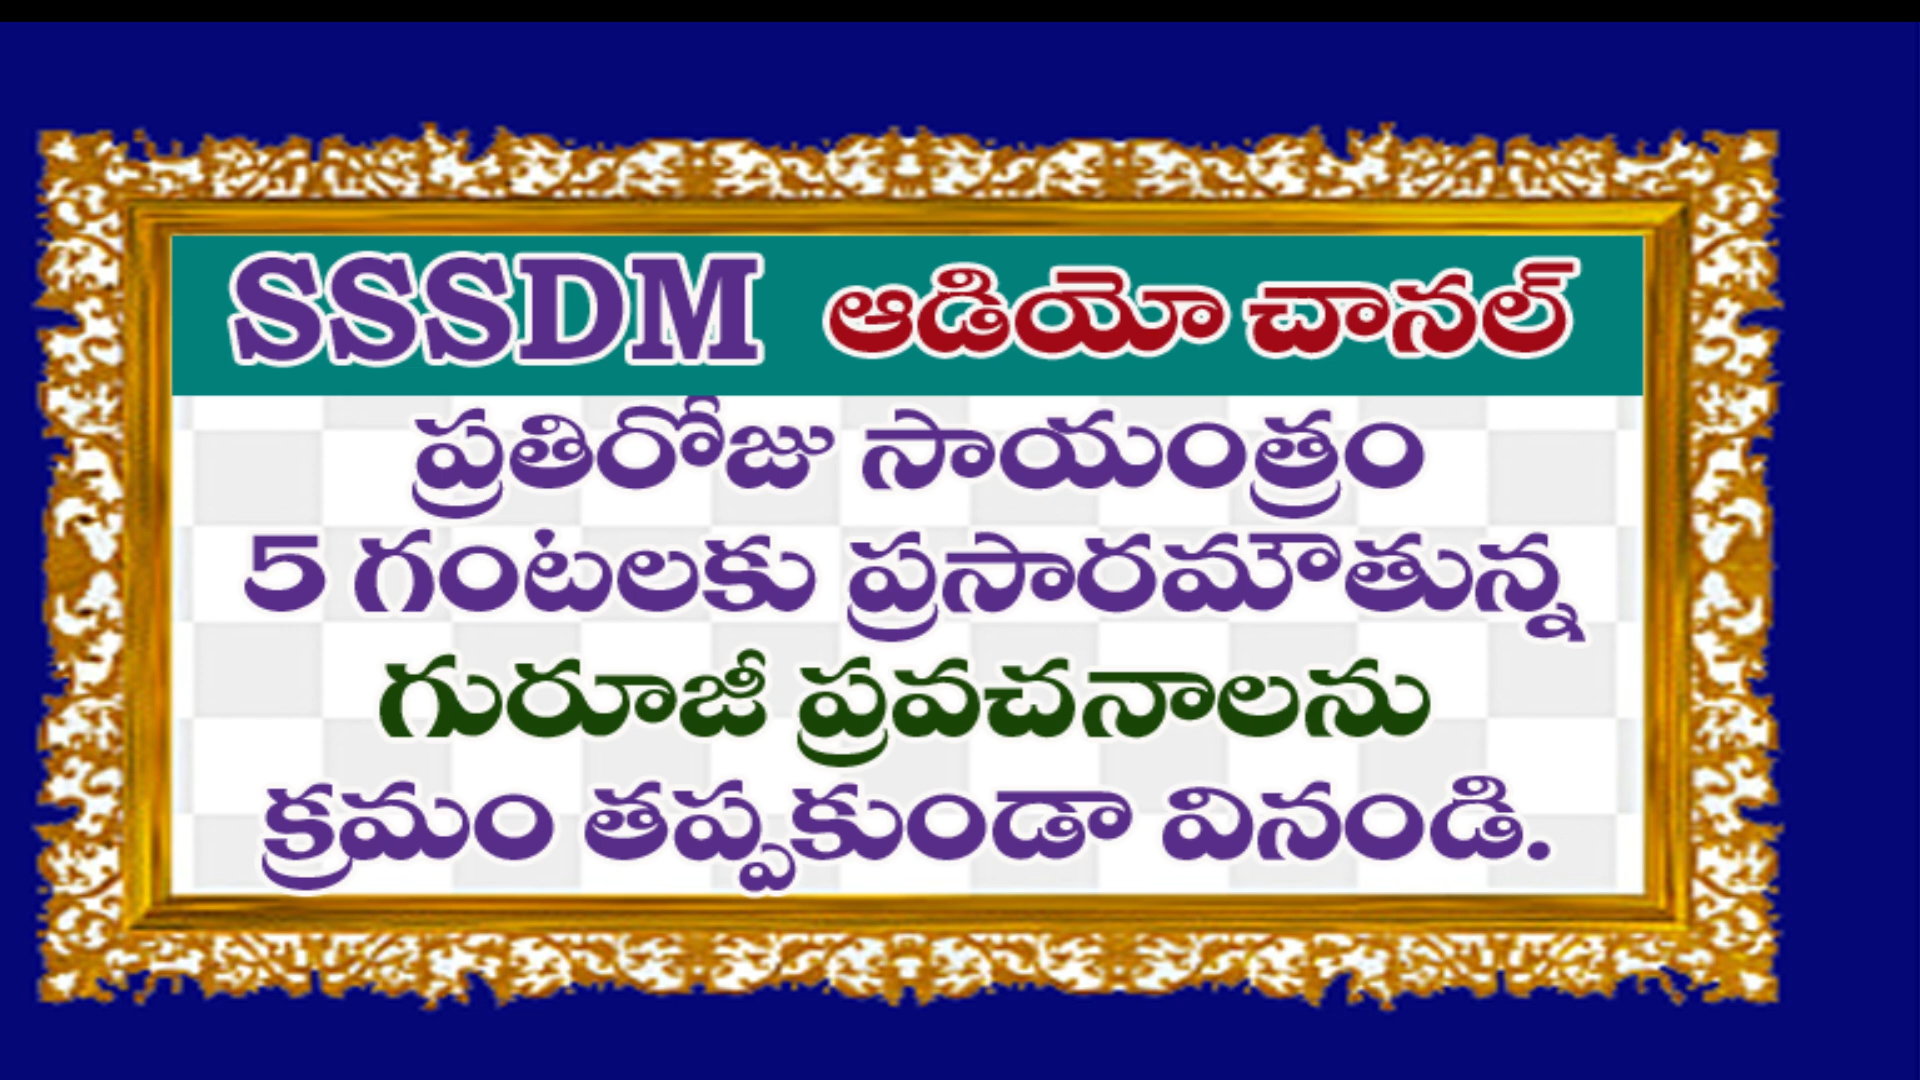 SSSDM ఆడియో చానల్
ప్రతిరోజు సాయంత్రం
5 గంటలకు ప్రసారమౌతున్న
గురూజీ ప్రవచనాలను
క్రమం తప్పకుండా వినండి.